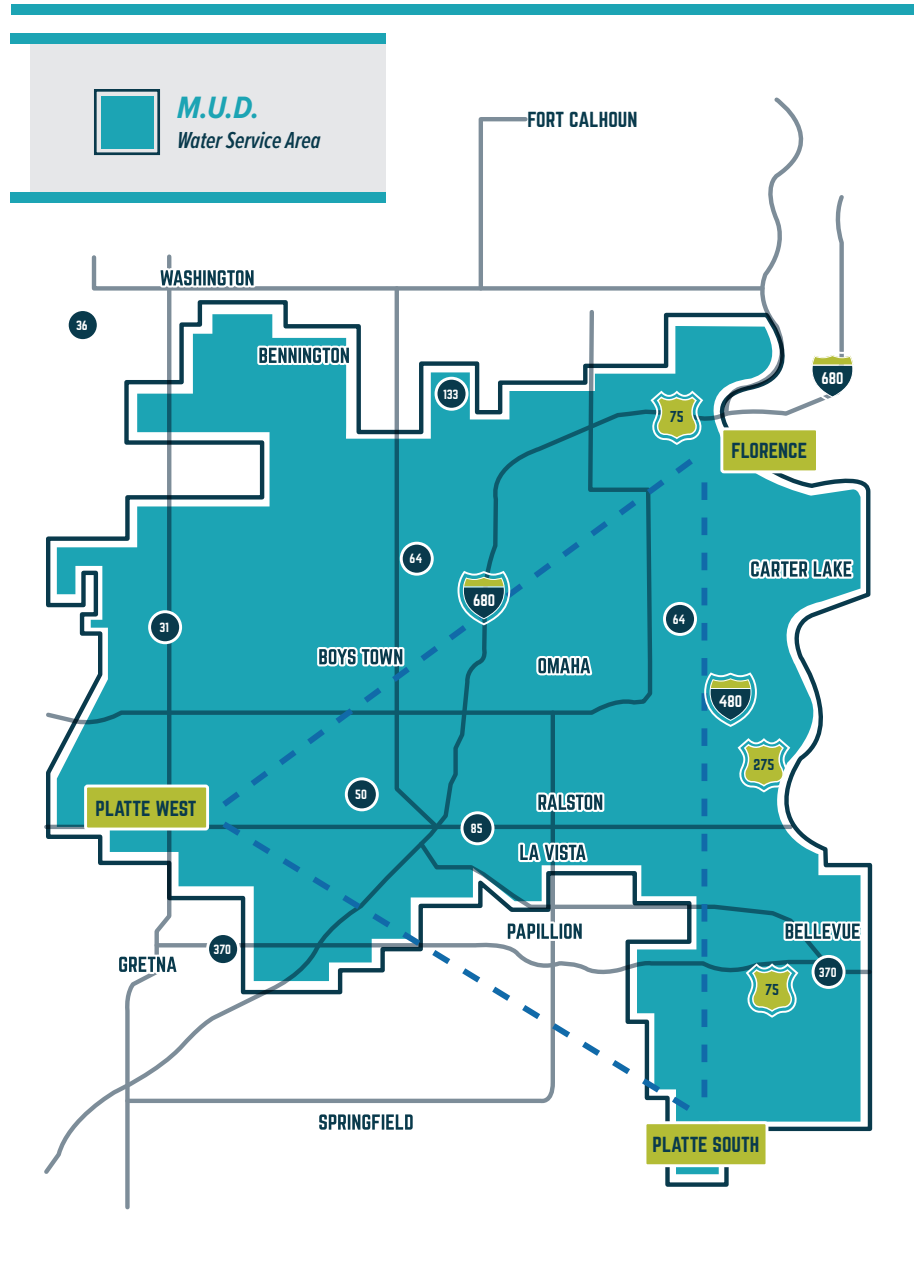 M.U.D.
Water Service Area
FORT CALHOUN
WASHINGTON
36
BENNINGTON
680
133
75
FLORENCE
64
CARTER LAKE
680
64
31
BOYS TOWN
OMAHA
480
275
50
PLATTE WEST
RALSTON
85
LA VISTA
PAPILLION
BELLEVUE
370
GRETNA
370
75
SPRINGFIELD
PLATTE SOUTH